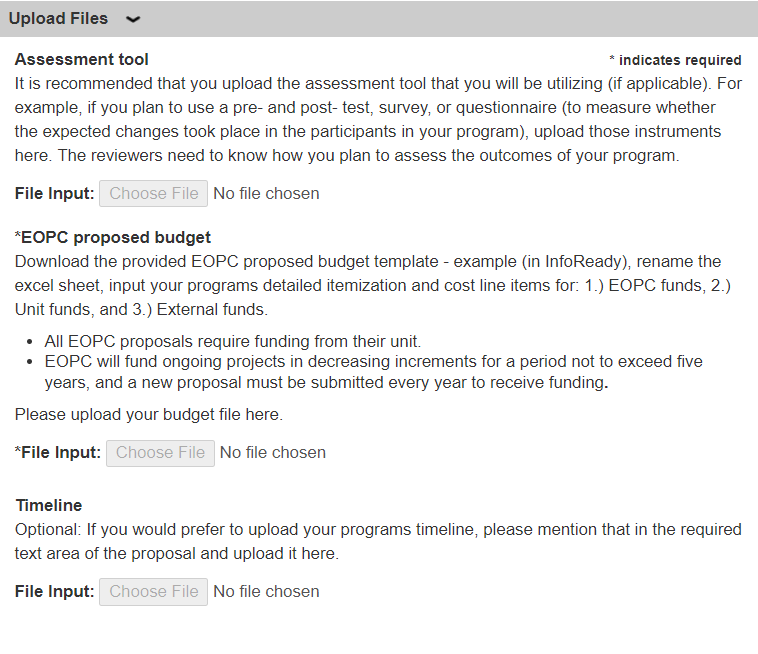 Upload Files
Assessment tool
* indicates required
It is recommended that you upload the assessment tool that you will be utilizing (if applicable). For
example, if you plan to use a pre- and post- test, survey, or questionnaire (to measure whether
the expected changes took place in the participants in your program), upload those instruments
here. The reviewers need to know how you plan to assess the outcomes of your program.
File Input: Choose File No file chosen
*EOPC proposed budget
Download the provided EOPC proposed budget template - example (in InfoReady), rename the
excel sheet, input your programs detailed itemization and cost line items for: 1.) EOPC funds, 2.)
Unit funds, and 3.) External funds.
• All EOPC proposals require funding from their unit.
• EOPC will fund ongoing projects in decreasing increments for a period not to exceed five
years, and a new proposal must be submitted every year to receive funding.
Please upload your budget file here.
*File Input: Choose File No file chosen
Timeline
Optional: If you would prefer to upload your programs timeline, please mention that in the required
text area of the proposal and upload it here.
File Input: Choose File No file chosen